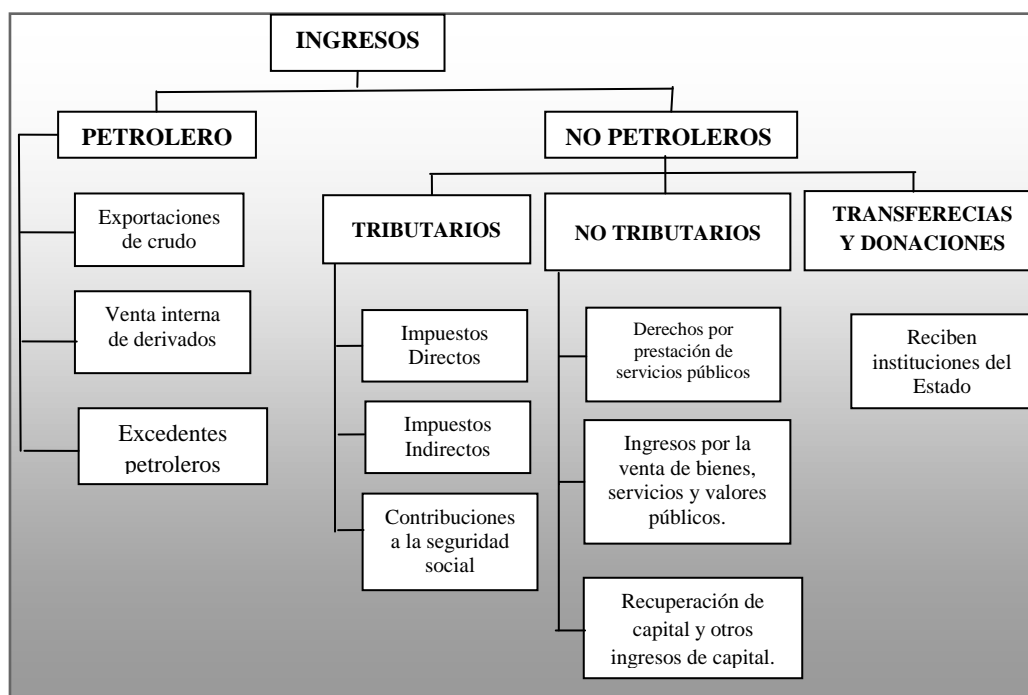 INGRESOS
PETROLERO
NO PETROLEROS
Exportaciones
de crudo
Venta interna
de derivados
Excedentes
petroleros
TRIBUTARIOS
Impuestos
Directos
Impuestos
Indirectos
Contribuciones
a la seguridad
social
NO TRIBUTARIOS
Derechos por
prestación de
servicios públicos
Ingresos por la
venta de bienes,
servicios y valores
públicos.
Recuperación de
capital y otros
ingresos de capital.
TRANSFERECIAS
Y DONACIONES
Reciben
instituciones del
Estado